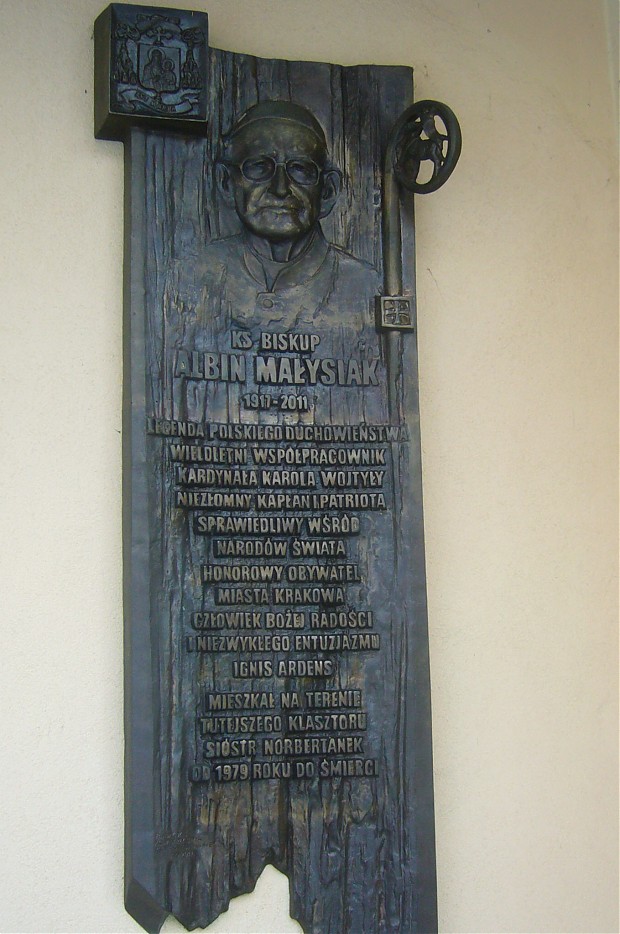 KS. BISKUP
ALBIN MAŁYSIAK
1917-2011
LEGENDA POLSKIEGO DUCHOWIEŃSTWA
WIELOLETNI WSPÓŁPRACOWNIK
KARDYNAŁA KAROLA WOJTYŁY
NIEZŁOMNY KAPŁAN I PATRIOTA
SPRAWIEDLIWY WŚRÓD
NARODÓW ŚWIATA
HONOROWY OBYWATEL
MIASTA KRAKOWA
CZŁOWIEK BOŻEJ RADOŚCI
I NIEZWYKŁEGO ENTUZJAZMU
IGNIS ARDENS
MIESZKAŁ NA TERENIE
TUTEJSZEGO KLASZTORU
SIÓSTR NORBERTANEK
OD 1979 ROKU DO ŚMIERCI